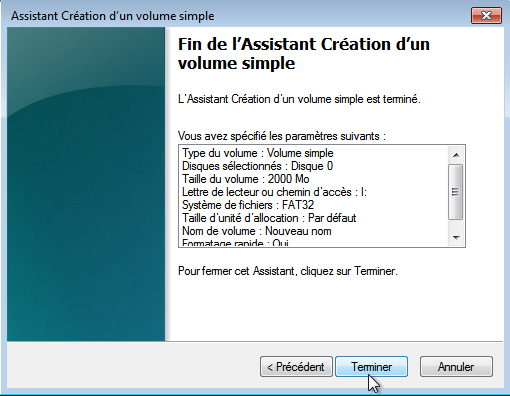 Assistant Création d'un volume simple
Fin de l'Assistant Création d'un
volume simple
L'Assistant Création d'un volume simple est terminé.
Vous avez spécifié les paramètres suivants :
Type du volume : Volume simple
Disques sélectionnés : Disque 0
Taille du volume : 2000 Mo
Lettre de lecteur ou chemin d'accès : I:
Système de fichiers : FAT32
Taille d'unité d'allocation : Par défaut
Nom de volume : Nouveau nom
Formatage rapide : Oui
Pour fermer cet Assistant, cliquez sur Terminer.
< Précédent Terminer Annuler